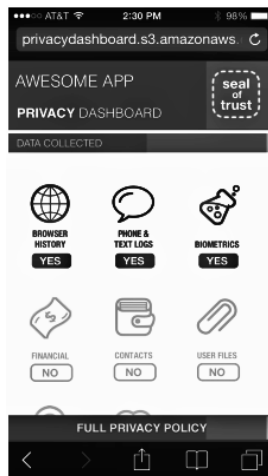 AT&T 2:30 PM 98%
privacydashboard.s3.amazonaws.
AWESOME APP
PRIVACY DASHBOARD
seal
of
trust
DATA COLLECTED
BROWSER HISTORY
YES
PHONE & TEXT LOGS
YES
BIOMETRICS
YES
FINANCIAL
NO
CONTACTS
NO
USER FILES
NO
FULL PRIVACY POLICY